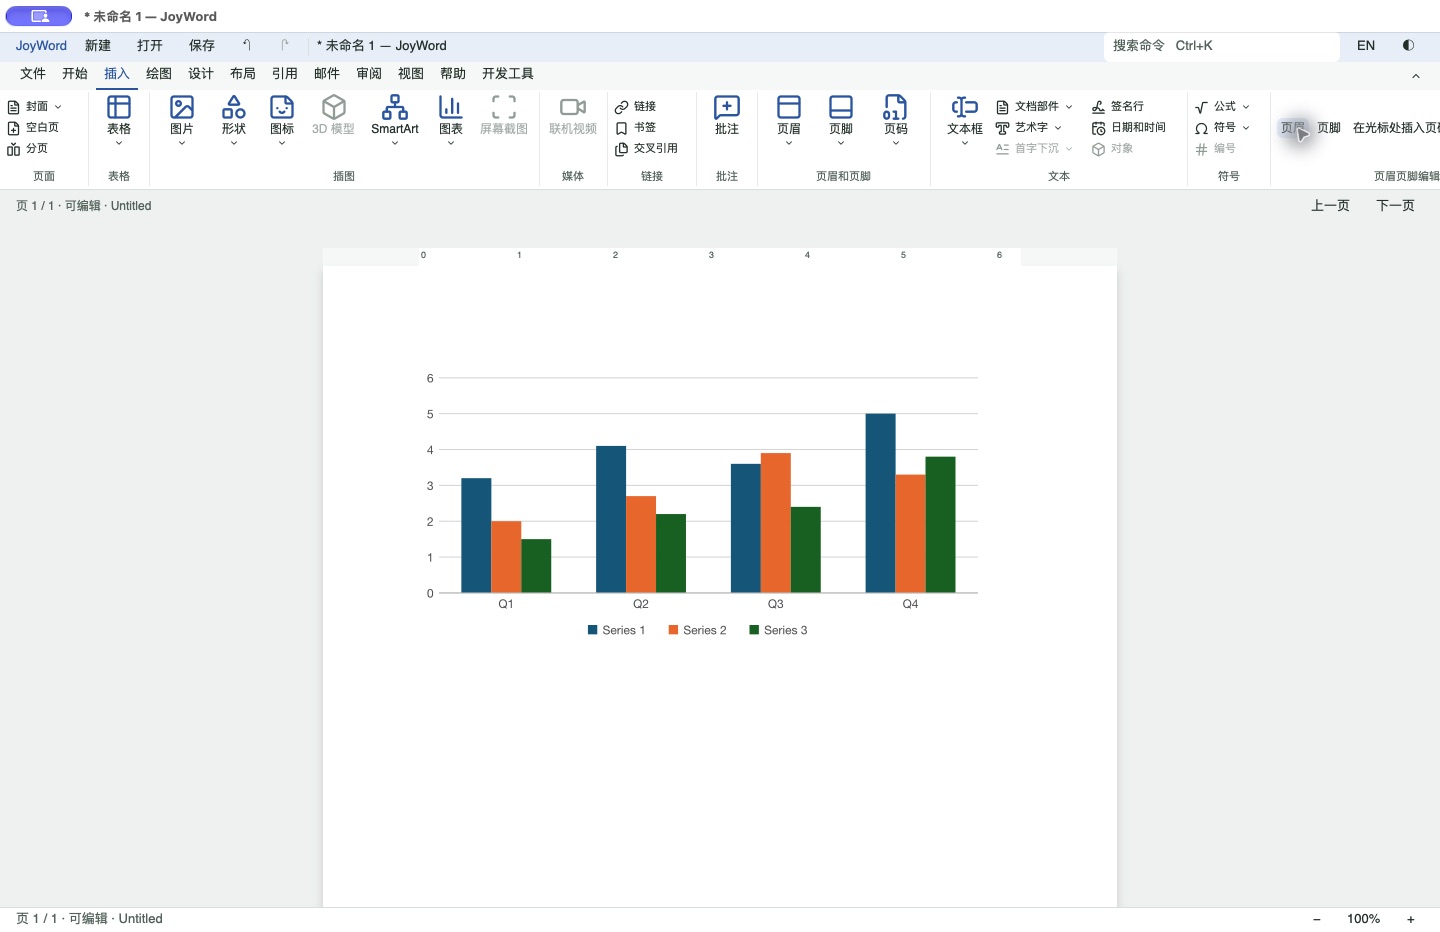 * 未命名 1 — JoyWord
JoyWord 新建 打开 保存 * 未命名 1 — JoyWord 搜索命令 Ctrl+K EN
文件 开始 插入 绘图 设计 布局 引用 邮件 审阅 视图 帮助 开发工具
封面
空白页
分页
页面
表格
表格
图片 形状 图标 3D 模型 SmartArt 图表 屏幕截图
插图
联机视频
媒体
链接
书签
交叉引用
链接
批注
批注
页眉 页脚 页码
页眉和页脚
文本框
文档部件
艺术字
首字下沉
签名行
日期和时间
对象
文本
公式
符号
编号
符号
页眉 页脚 在光标处插入页码
页眉页脚编辑
页 1 / 1 · 可编辑 · Untitled 上一页 下一页
0 1 2 3 4 5 6
6
5
4
3
2
1
0
Q1 Q2 Q3 Q4
Series 1 Series 2 Series 3
页 1 / 1 · 可编辑 · Untitled − 100% +